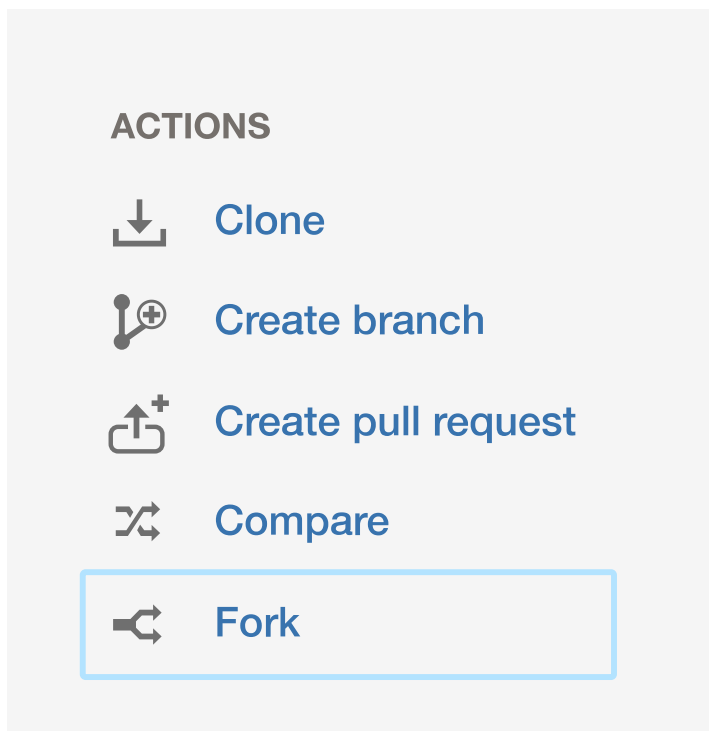 ACTIONS
Clone
Create branch
Create pull request
Compare
Fork